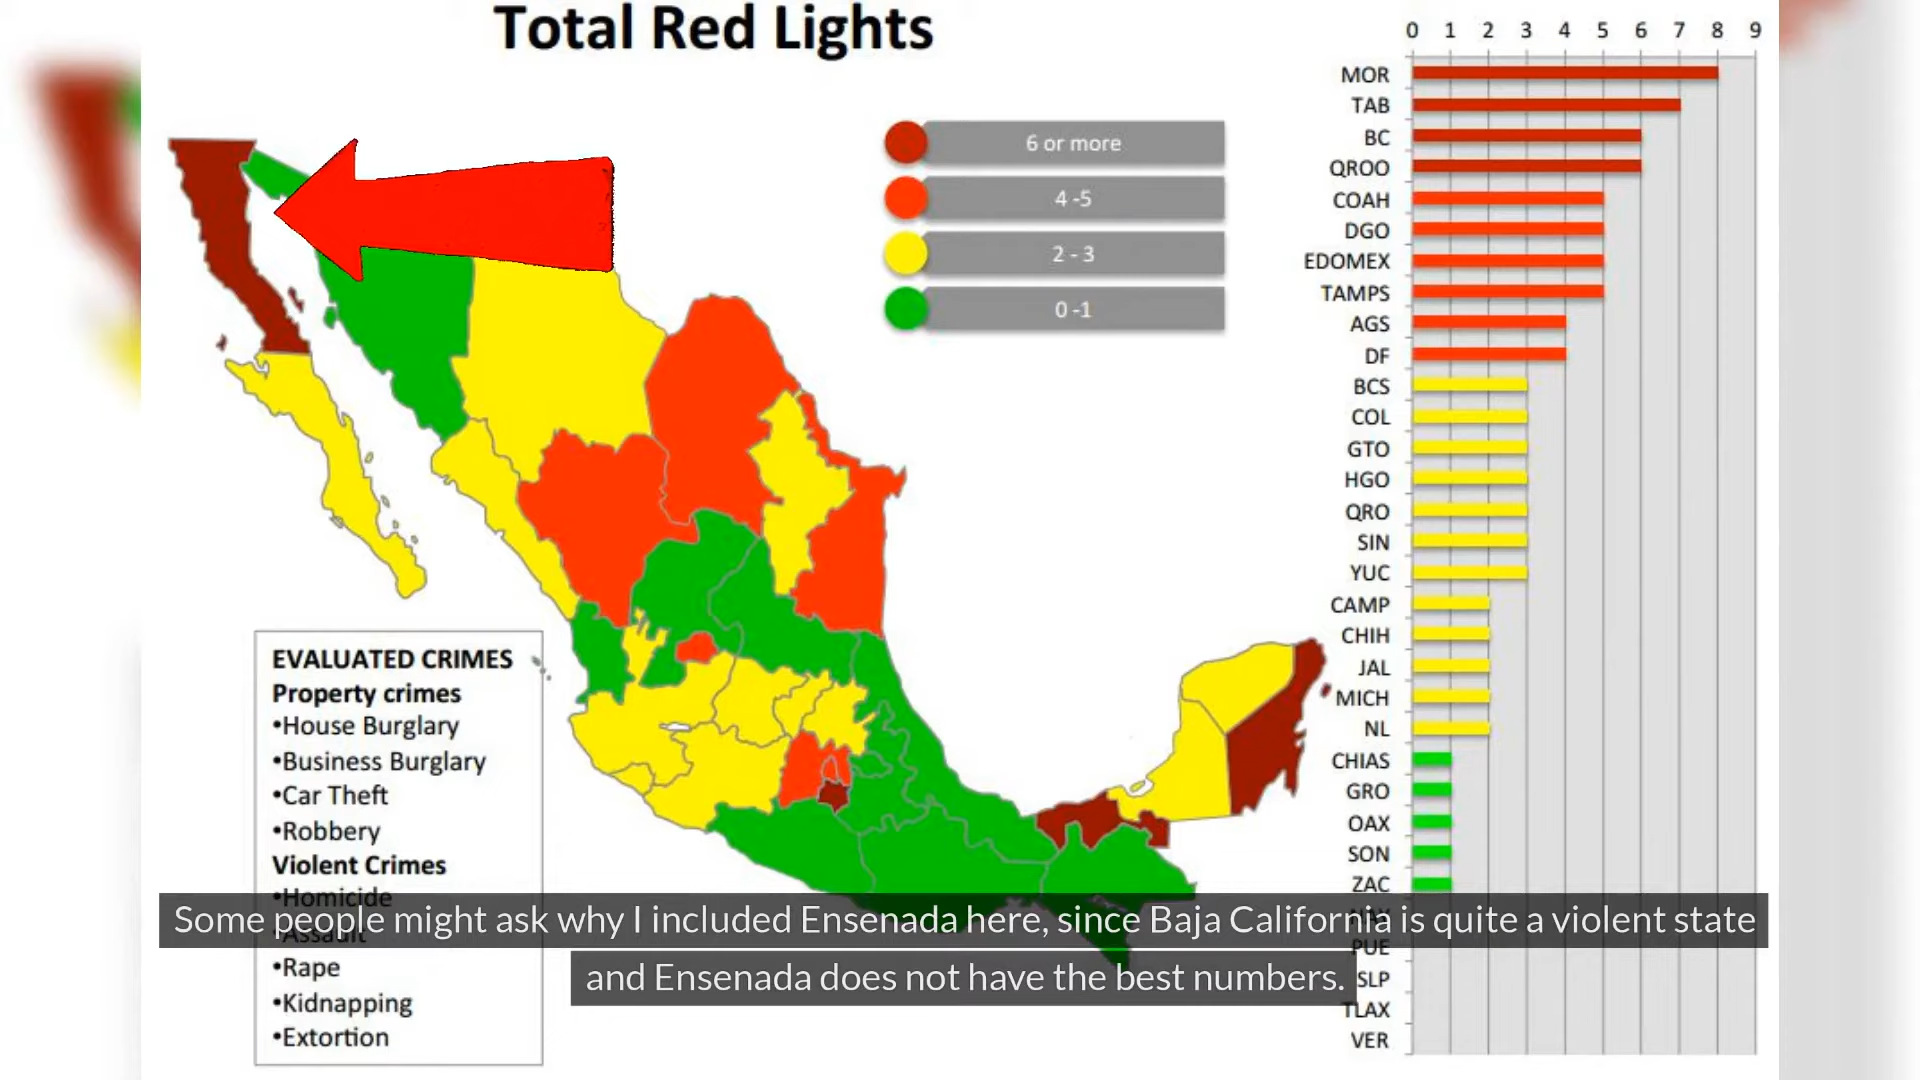 Total Red Lights
0 1 2 3 4 5 6 7 8 9
6 or more
4 -5
2 - 3
0 -1
MOR
TAB
BC
QROO
COAH
DGO
EDOMEX
TAMPS
AGS
DF
BCS
COL
GTO
HGO
QRO
SIN
YUC
CAMP
CHIH
JAL
MICH
NL
CHIAS
GRO
OAX
SON
ZAC
NAY
PUE
SLP
TLAX
VER
EVALUATED CRIMES
Property crimes
•House Burglary
•Business Burglary
•Car Theft
•Robbery
Violent Crimes
•Homicide
•Assault
•Rape
•Kidnapping
•Extortion
Some people might ask why I included Ensenada here, since Baja California is quite a violent state
and Ensenada does not have the best numbers.